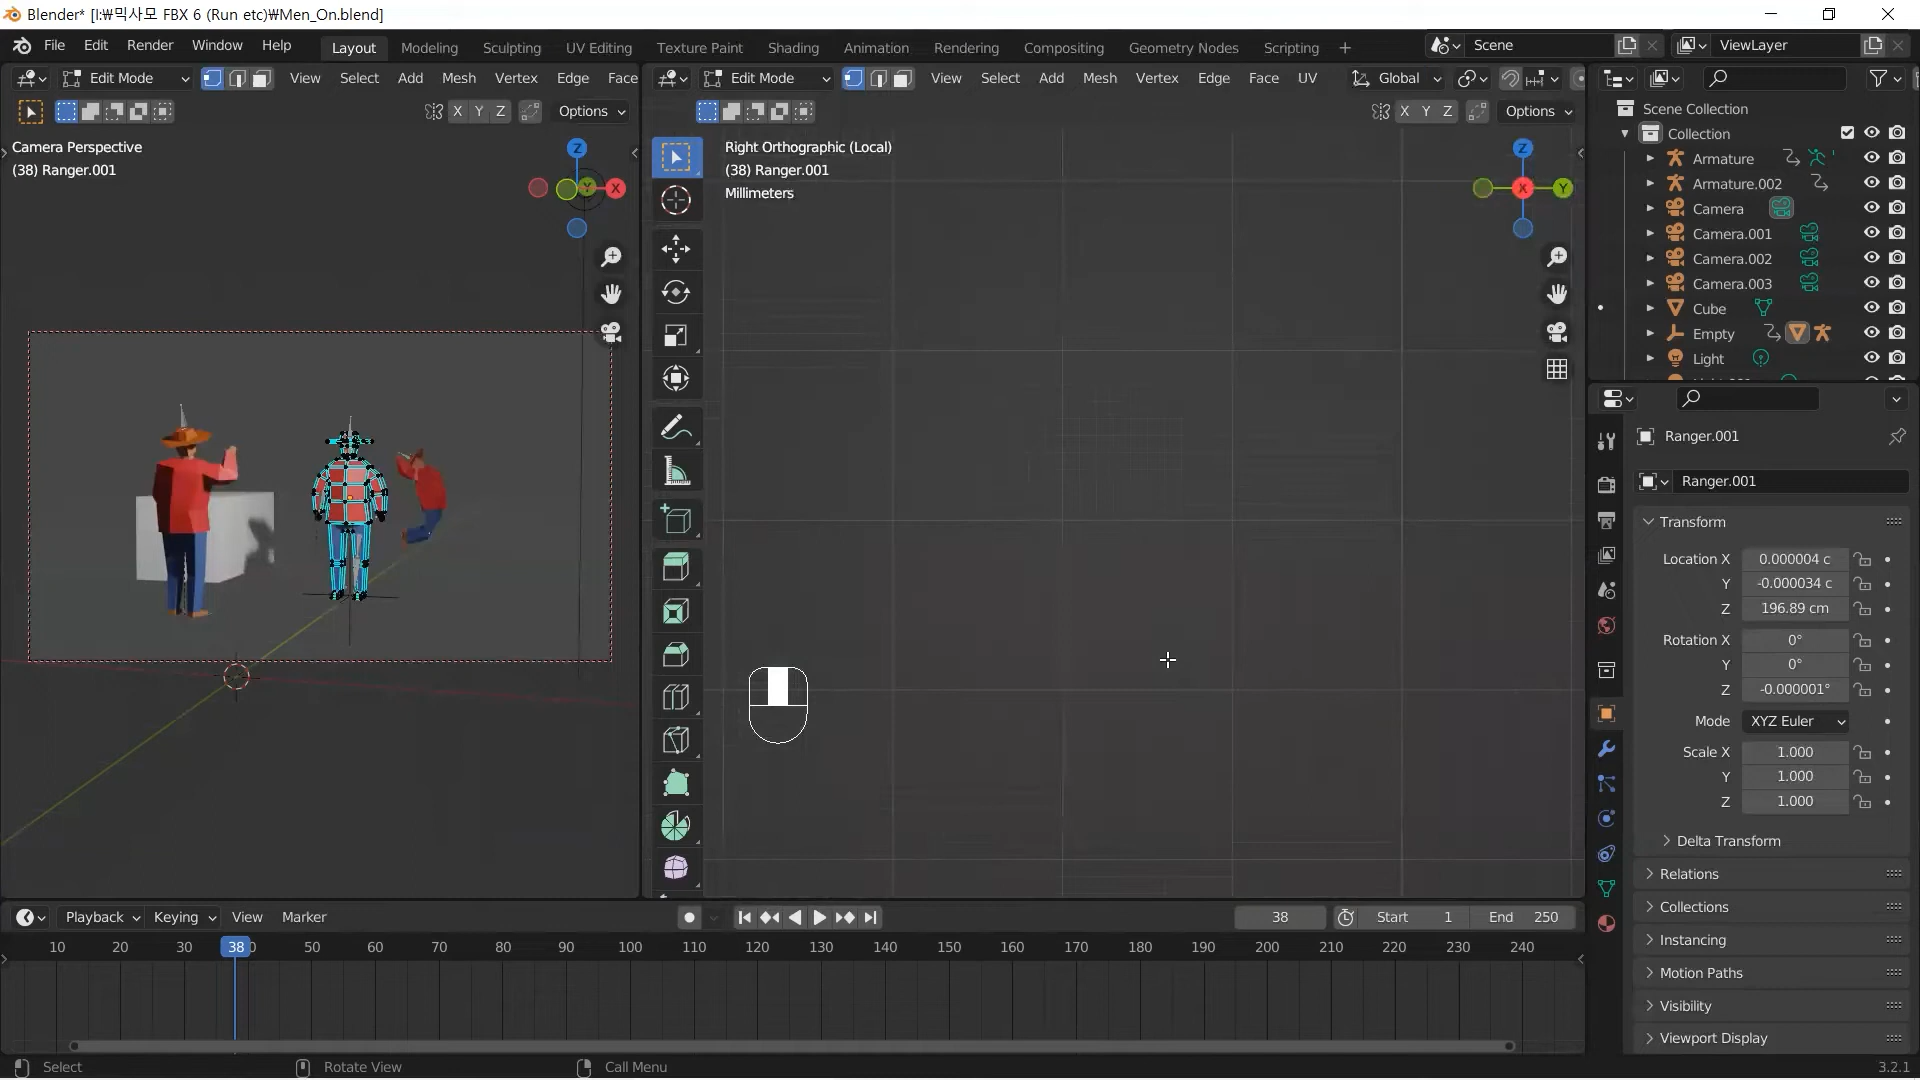 Blender* [I:₩믹사모 FBX 6 (Run etc)₩Men_On.blend]
File Edit Render Window Help
Layout Modeling Sculpting UV Editing Texture Paint Shading Animation Rendering Compositing Geometry Nodes Scripting +
Scene
ViewLayer
Edit Mode View Select Add Mesh Vertex Edge Face
Edit Mode View Select Add Mesh Vertex Edge Face UV Global
X Y Z Options
X Y Z Options
Camera Perspective
(38) Ranger.001
Z
Y
X
Right Orthographic (Local)
(38) Ranger.001
Millimeters
Z
X
Y
Scene Collection
Collection
Armature
Armature.002
Camera
Camera.001
Camera.002
Camera.003
Cube
Empty
Light
Ranger.001
Ranger.001
Transform
Location X 0.000004 c
Y -0.000034 c
Z 196.89 cm
Rotation X 0°
Y 0°
Z -0.000001°
Mode XYZ Euler
Scale X 1.000
Y 1.000
Z 1.000
Delta Transform
Relations
Collections
Instancing
Motion Paths
Visibility
Viewport Display
Playback Keying View Marker
38 Start 1 End 250
10 20 30 38 50 60 70 80 90 100 110 120 130 140 150 160 170 180 190 200 210 220 230 240
Select Rotate View Call Menu 3.2.1